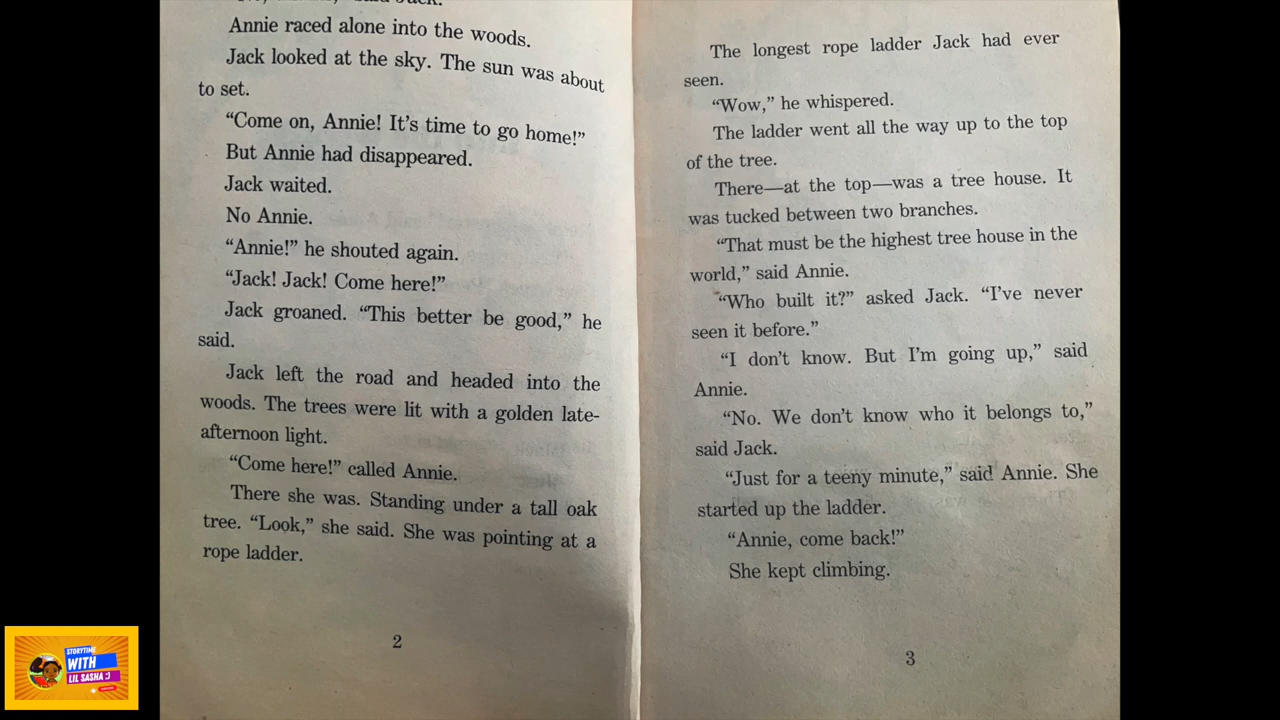 Annie raced alone into the woods.
Jack looked at the sky. The sun was about
to set.
“Come on, Annie! It’s time to go home!”
But Annie had disappeared.
Jack waited.
No Annie.
“Annie!” he shouted again.
“Jack! Jack! Come here!”
Jack groaned. “This better be good,” he
said.
Jack left the road and headed into the
woods. The trees were lit with a golden late-
afternoon light.
“Come here!” called Annie.
There she was. Standing under a tall oak
tree. “Look,” she said. She was pointing at a
rope ladder.
2
The longest rope ladder Jack had ever
seen.
“Wow,” he whispered.
The ladder went all the way up to the top
of the tree.
There—at the top—was a tree house. It
was tucked between two branches.
“That must be the highest tree house in the
world,” said Annie.
“Who built it?” asked Jack. “I’ve never
seen it before.”
“I don’t know. But I’m going up,” said
Annie.
“No. We don’t know who it belongs to,”
said Jack.
“Just for a teeny minute,” said Annie. She
started up the ladder.
“Annie, come back!”
She kept climbing.
3
STORYTIME
WITH
LIL SASHA :)